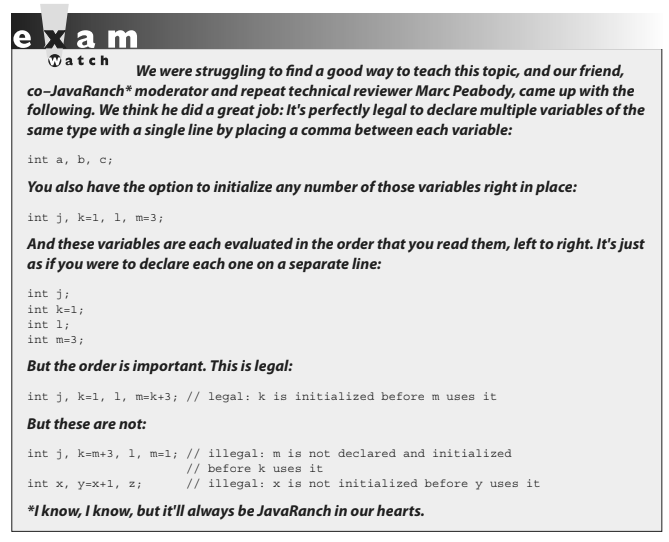 exam
watch
We were struggling to find a good way to teach this topic, and our friend,
co–JavaRanch* moderator and repeat technical reviewer Marc Peabody, came up with the
following. We think he did a great job: It's perfectly legal to declare multiple variables of the
same type with a single line by placing a comma between each variable:
int a, b, c;
You also have the option to initialize any number of those variables right in place:
int j, k=1, l, m=3;
And these variables are each evaluated in the order that you read them, left to right. It's just
as if you were to declare each one on a separate line:
int j;
int k=1;
int l;
int m=3;
But the order is important. This is legal:
int j, k=1, l, m=k+3; // legal: k is initialized before m uses it
But these are not:
int j, k=m+3, l, m=1; // illegal: m is not declared and initialized
// before k uses it
int x, y=x+1, z; // illegal: x is not initialized before y uses it
*I know, I know, but it'll always be JavaRanch in our hearts.